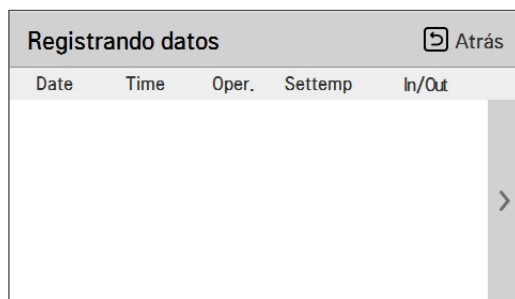 Registrando datos Atrás
Date Time Oper. Settemp In/Out